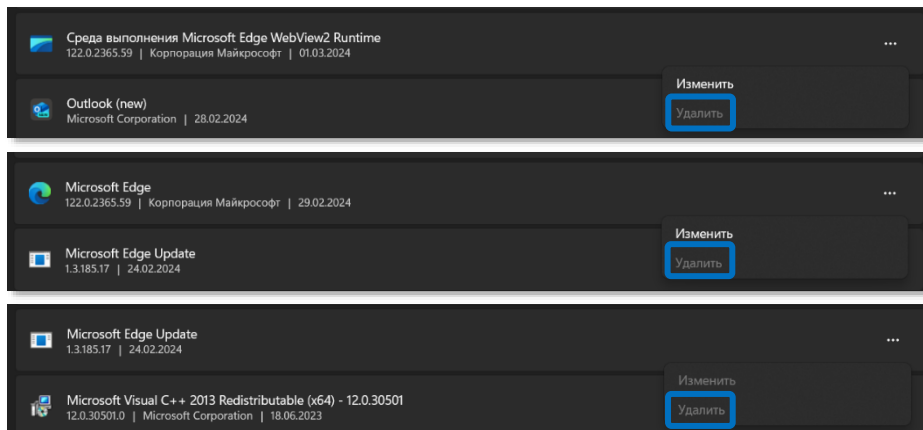 Среда выполнения Microsoft Edge WebView2 Runtime
122.0.2365.59 | Корпорация Майкрософт | 01.03.2024
Изменить
Outlook (new)
Microsoft Corporation | 28.02.2024
Удалить
Microsoft Edge
122.0.2365.59 | Корпорация Майкрософт | 29.02.2024
Изменить
Microsoft Edge Update
1.3.185.17 | 24.02.2024
Удалить
Microsoft Edge Update
1.3.185.17 | 24.02.2024
Изменить
Microsoft Visual C++ 2013 Redistributable (x64) - 12.0.30501
12.0.30501.0 | Microsoft Corporation | 18.06.2023
Удалить